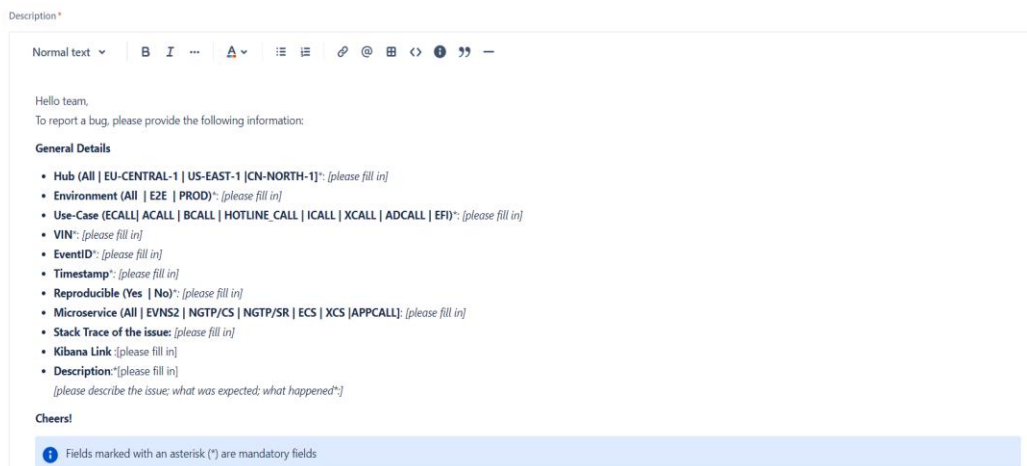 Description *
Normal text
B I ... A
Hello team,
To report a bug, please provide the following information:
General Details
• Hub (All | EU-CENTRAL-1 | US-EAST-1 |CN-NORTH-1]*: [please fill in]
• Environment (All | E2E | PROD)*: [please fill in]
• Use-Case (ECALL| ACALL | BCALL | HOTLINE_CALL | ICALL | XCALL | ADCALL | EFI)*: [please fill in]
• VIN*: [please fill in]
• EventID*: [please fill in]
• Timestamp*: [please fill in]
• Reproducible (Yes | No)*: [please fill in]
• Microservice (All | EVNS2 | NGTP/CS | NGTP/SR | ECS | XCS |APPCALL]: [please fill in]
• Stack Trace of the issue: [please fill in]
• Kibana Link :[please fill in]
• Description:*[please fill in]
[please describe the issue; what was expected; what happened*:]
Cheers!
Fields marked with an asterisk (*) are mandatory fields